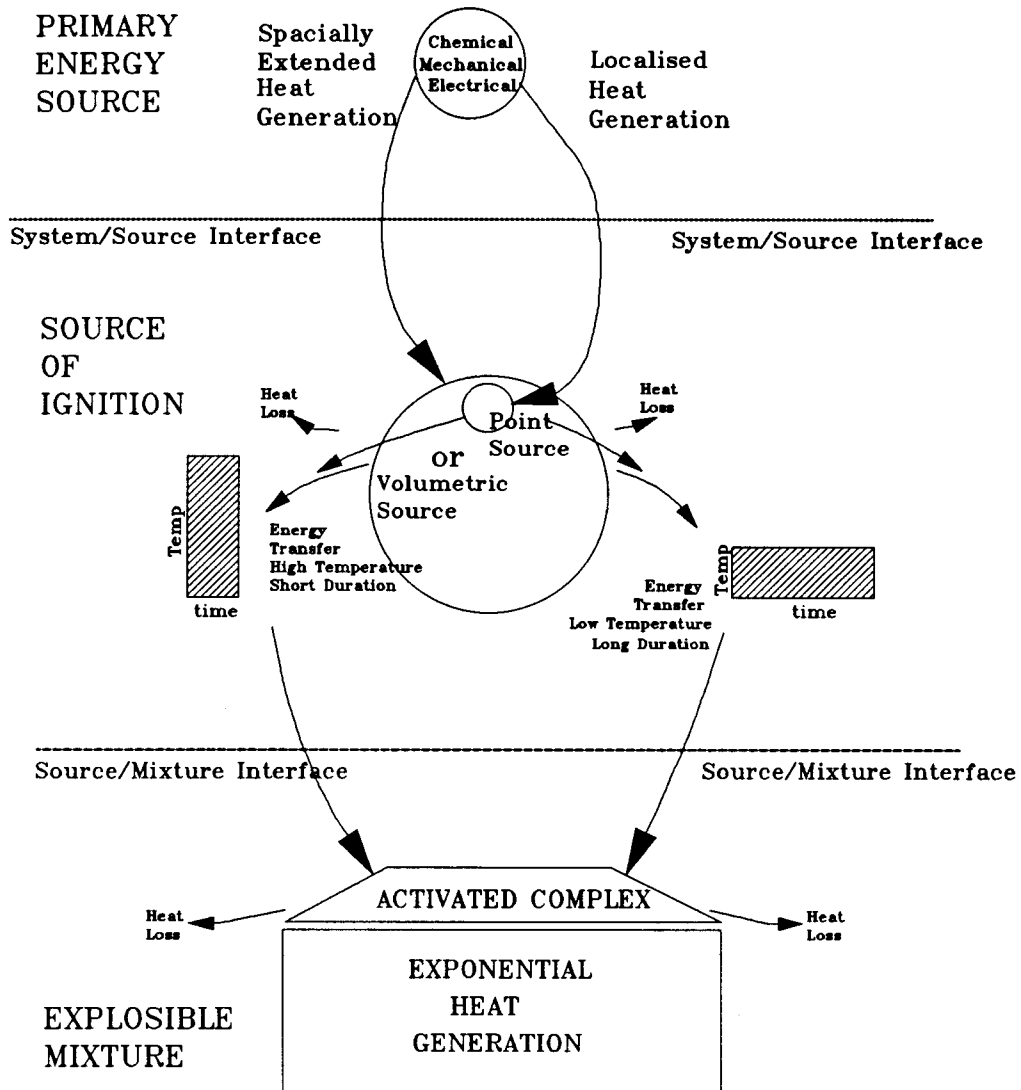 PRIMARY
ENERGY
SOURCE
Spacially
Extended
Heat
Generation
Chemical
Mechanical
Electrical
Localised
Heat
Generation
System/Source Interface
System/Source Interface
SOURCE
OF
IGNITION
Heat
Loss
Heat
Loss
Point
Source
or
Volumetric
Source
Temp
time
Energy
Transfer
High Temperature
Short Duration
Energy
Transfer
Low Temperature
Long Duration
Temp
time
Source/Mixture Interface
Source/Mixture Interface
ACTIVATED COMPLEX
Heat
Loss
Heat
Loss
EXPONENTIAL
HEAT
GENERATION
EXPLOSIBLE
MIXTURE